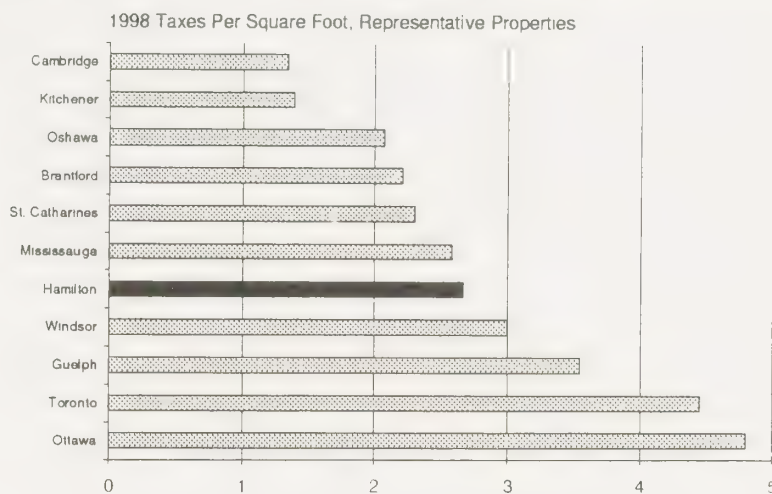 1998 Taxes Per Square Foot, Representative Properties
Cambridge
Kitchener
Oshawa
Brantford
St. Catharines
Mississauga
Hamilton
Windsor
Guelph
Toronto
Ottawa
0 1 2 3 4 5